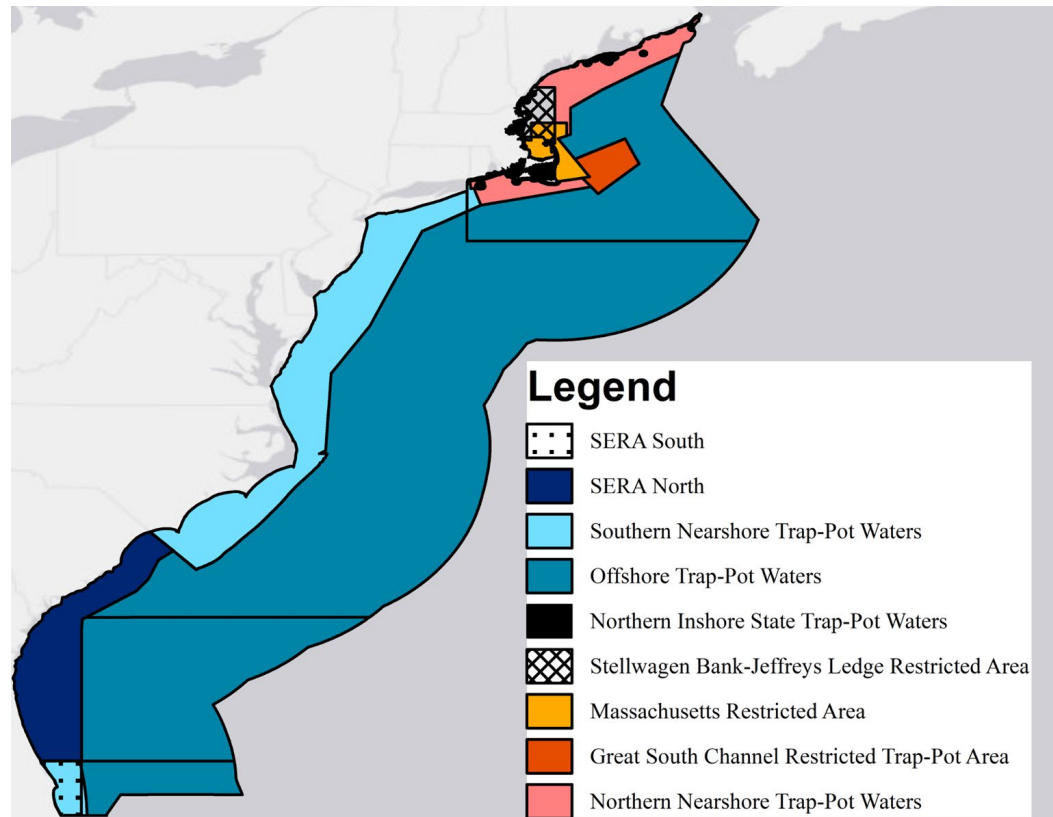 Legend
SERA South
SERA North
Southern Nearshore Trap-Pot Waters
Offshore Trap-Pot Waters
Northern Inshore State Trap-Pot Waters
Stellwagen Bank-Jeffreys Ledge Restricted Area
Massachusetts Restricted Area
Great South Channel Restricted Trap-Pot Area
Northern Nearshore Trap-Pot Waters